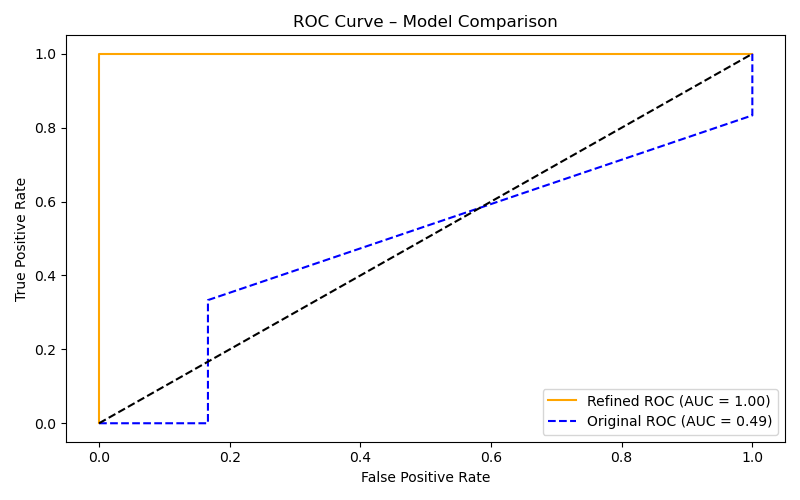 ROC Curve – Model Comparison
True Positive Rate
1.0
0.8
0.6
0.4
0.2
0.0
Refined ROC (AUC = 1.00)
Original ROC (AUC = 0.49)
0.0 0.2 0.4 0.6 0.8 1.0
False Positive Rate